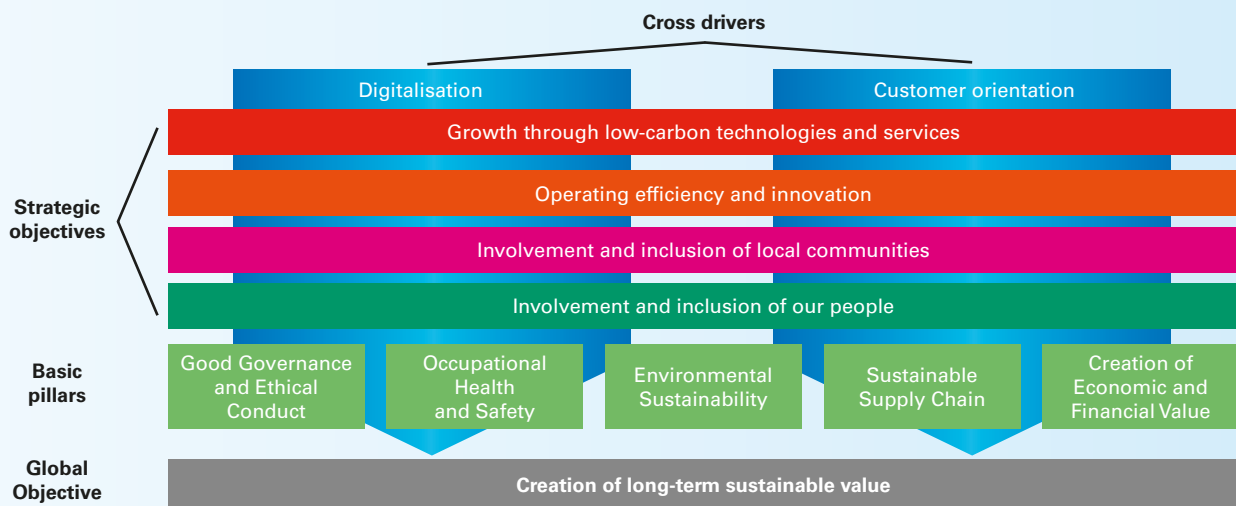 Cross drivers
Digitalisation
Customer orientation
Strategic
objectives
Growth through low-carbon technologies and services
Operating efficiency and innovation
Involvement and inclusion of local communities
Involvement and inclusion of our people
Basic
pillars
Good Governance
and Ethical
Conduct
Occupational
Health
and Safety
Environmental
Sustainability
Sustainable
Supply Chain
Creation of
Economic and
Financial Value
Global
Objective
Creation of long-term sustainable value